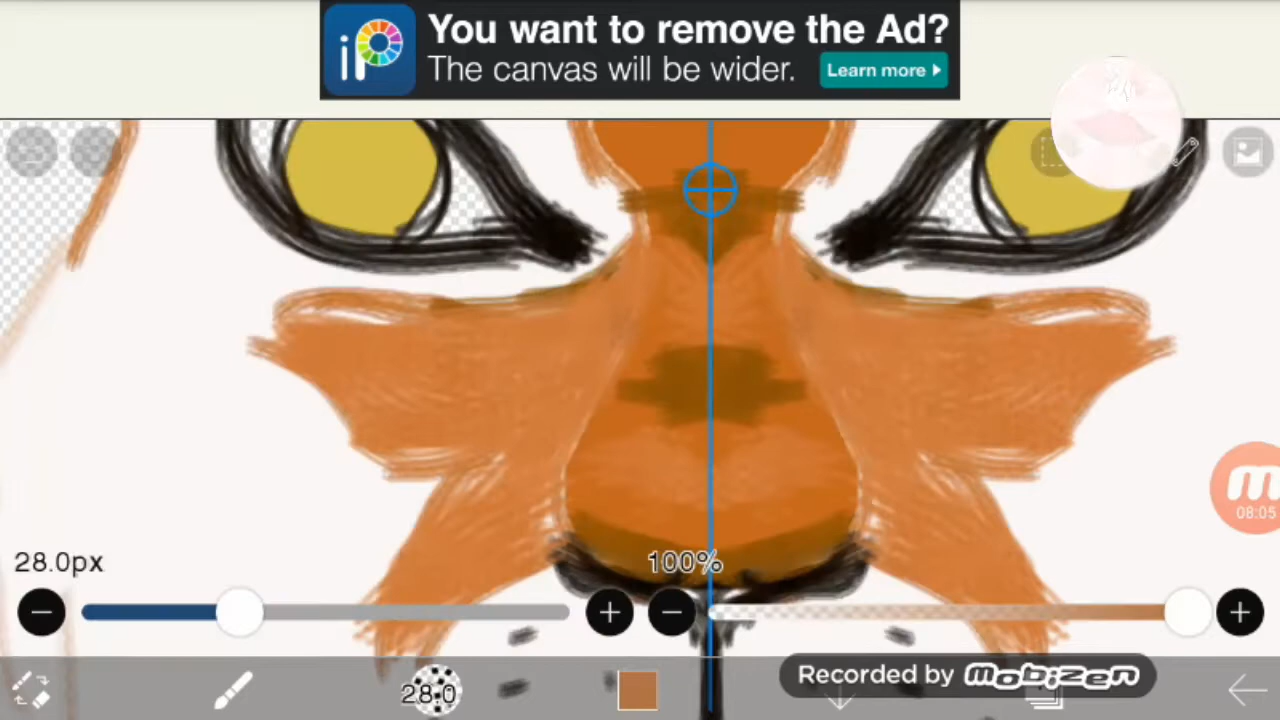 iP
You want to remove the Ad?
The canvas will be wider.
Learn more
08:05
28.0px
100%
28.0
Recorded by mobizen